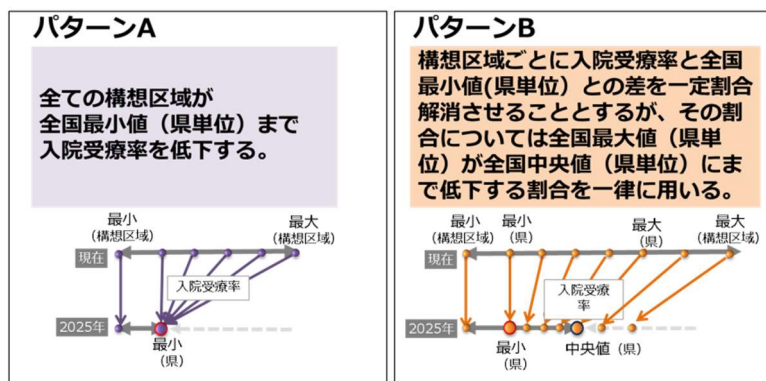 パターンA
全ての構想区域が
全国最小値（県単位）まで
入院受療率を低下する。
最小
（構想区域）
最大
（構想区域）
現在
入院受療率
2025年
最小
（県）
パターンB
構想区域ごとに入院受療率と全国
最小値(県単位）との差を一定割合
解消させることとするが、その割
合については全国最大値（県単
位）が全国中央値（県単位）にま
で低下する割合を一律に用いる。
最小
（構想区域）
最小
（県）
最大
（県）
最大
（構想区域）
現在
入院受療
率
2025年
最小
（県）
中央値（県）